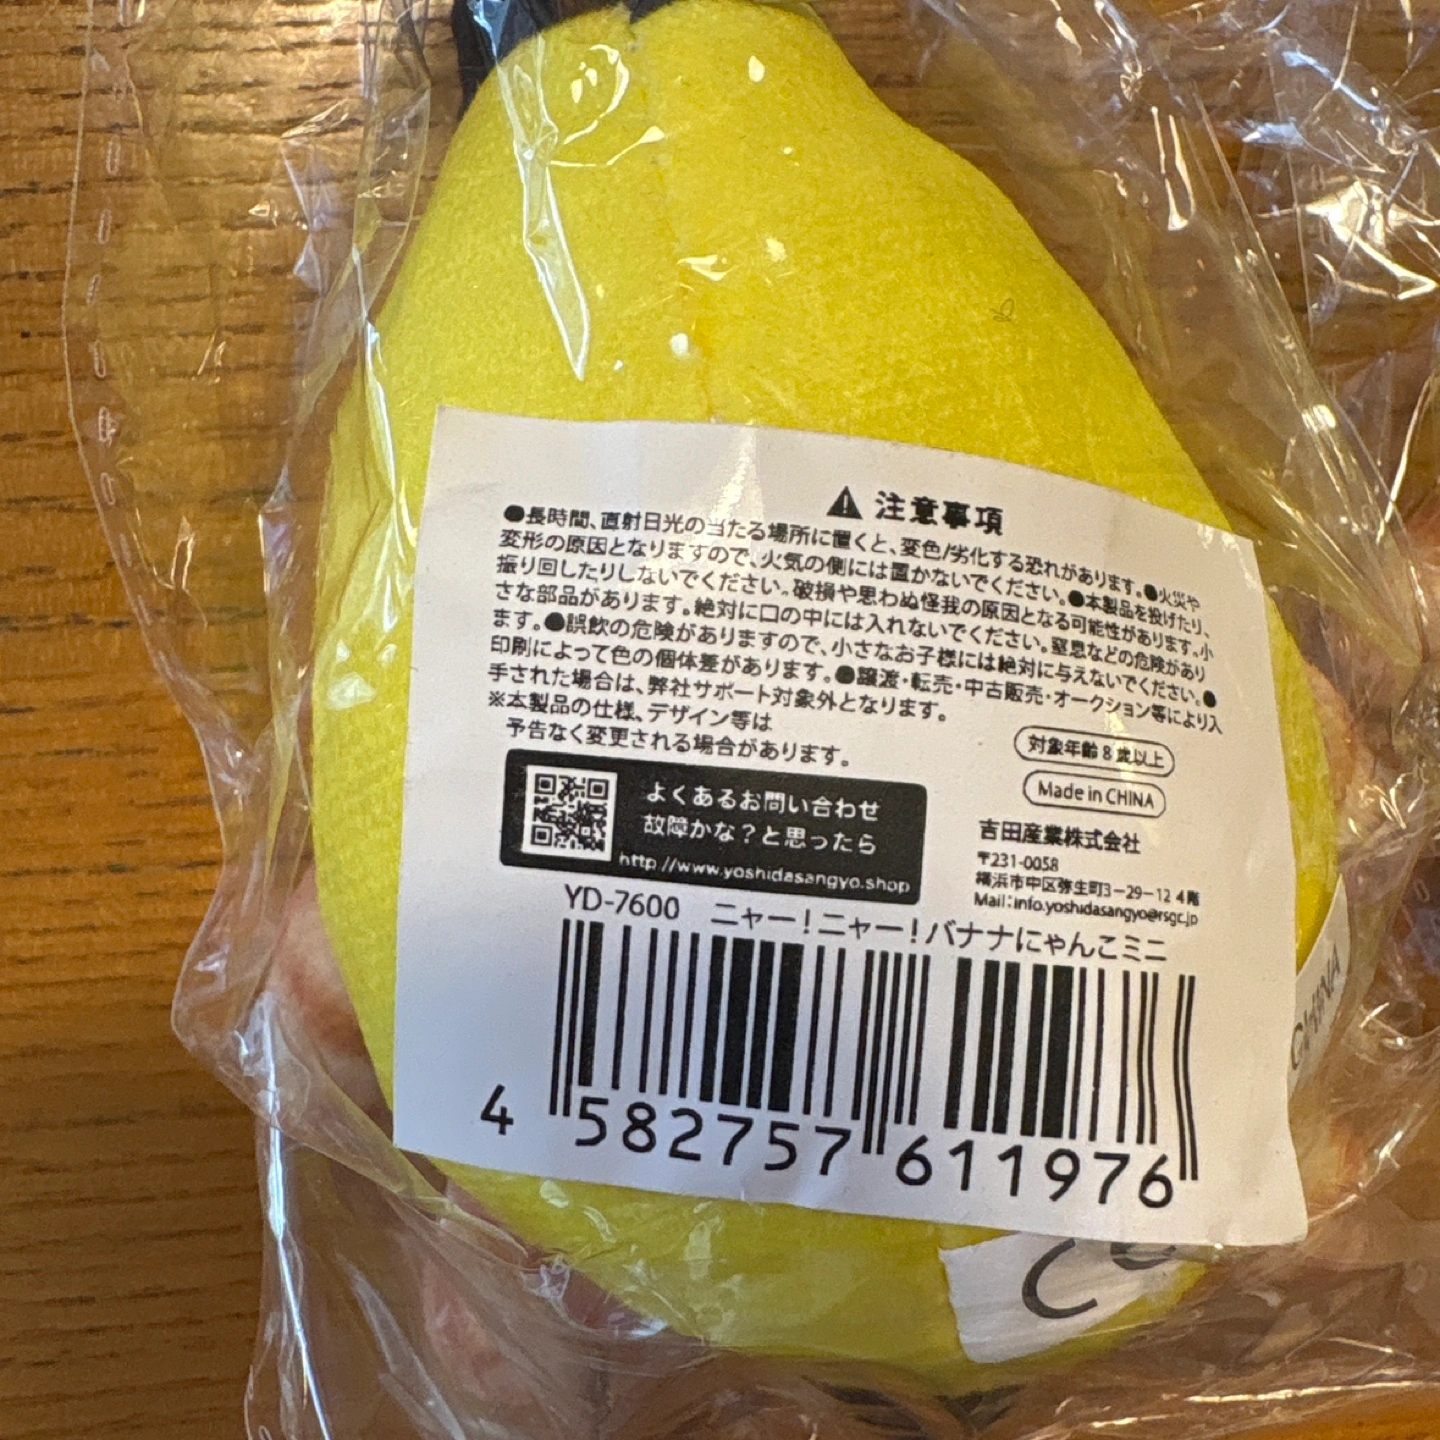 注意事項
●長時間、直射日光の当たる場所に置くと、変色/劣化する恐れがあります。●火災や
変形の原因となりますので、火気の側には置かないでください。●本製品を投げたり、
振り回したりしないでください。破損や思わぬ怪我の原因となる可能性があります。小
さな部品があります。絶対に口の中には入れないでください。窒息などの危険があり
ます。●誤飲の危険がありますので、小さなお子様には絶対に与えないでください。●
印刷によって色の個体差があります。●譲渡・転売・中古販売・オークション等により入
手された場合は、弊社サポート対象外となります。
※本製品の仕様、デザイン等は
予告なく変更される場合があります。
対象年齢8歳以上
Made in CHINA
よくあるお問い合わせ
故障かな?と思ったら
http://www.yoshidasangyo.shop
吉田産業株式会社
〒231-0058
横浜市中区弥生町3-29-12 4階
Mail:info.yoshidasangyo@rsgc.jp
YD-7600 ニャー!ニャー!バナナにゃんこミニ
4 582757 611976
CHINA
CE